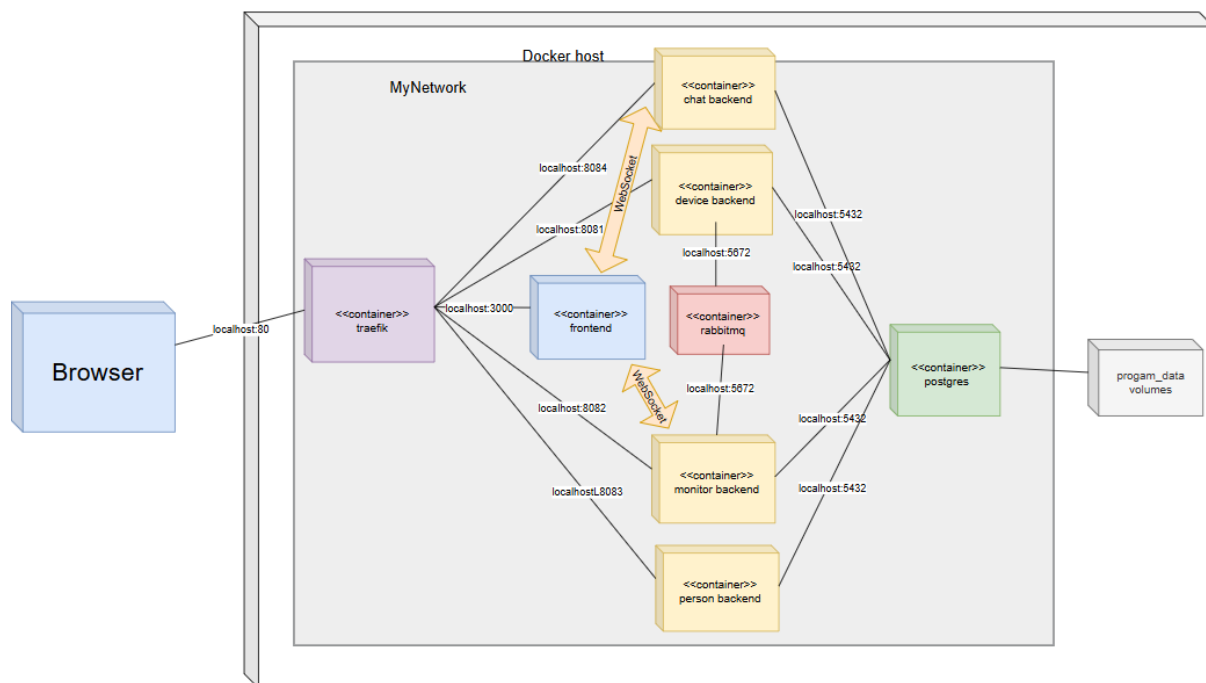 Docker host
MyNetwork
<<container>>
chat backend
localhost:8084
WebSocket
<<container>>
device backend
localhost:8081
localhost:5432
localhost:5672
localhost:5432
<<container>>
traefik
localhost:3000
<<container>>
frontend
<<container>>
rabbitmq
localhost:80
Browser
<<container>>
postgres
progam_data
volumes
WebSocket
localhost:5672
localhost:8082
localhost:5432
<<container>>
monitor backend
localhostL8083
localhost:5432
<<container>>
person backend